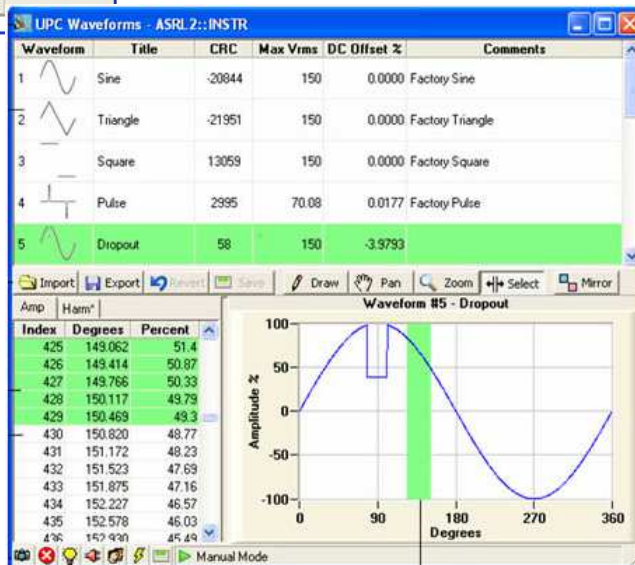 UPC Waveforms - ASRL2::INSTR
Waveform Title CRC Max Vrms DC Offset % Comments
1 Sine -20844 150 0.0000 Factory Sine
2 Triangle -21951 150 0.0000 Factory Triangle
3 Square 13059 150 0.0000 Factory Square
4 Pulse 2995 70.08 0.0177 Factory Pulse
5 Dropout 58 150 -3.9793
Import Export Revert Save Draw Pan Zoom Select Mirror
Amp Harm* Waveform #5 - Dropout
Index Degrees Percent
425 149.062 51.4
426 149.414 50.87
427 149.766 50.33
428 150.117 49.79
429 150.469 49.3
430 150.820 48.77
431 151.172 48.23
432 151.523 47.69
433 151.875 47.16
434 152.227 46.57
435 152.578 46.03
436 152.930 45.49
Amplitude %
100
50
0
-50
-100
0 90 180 270 360
Degrees
Manual Mode